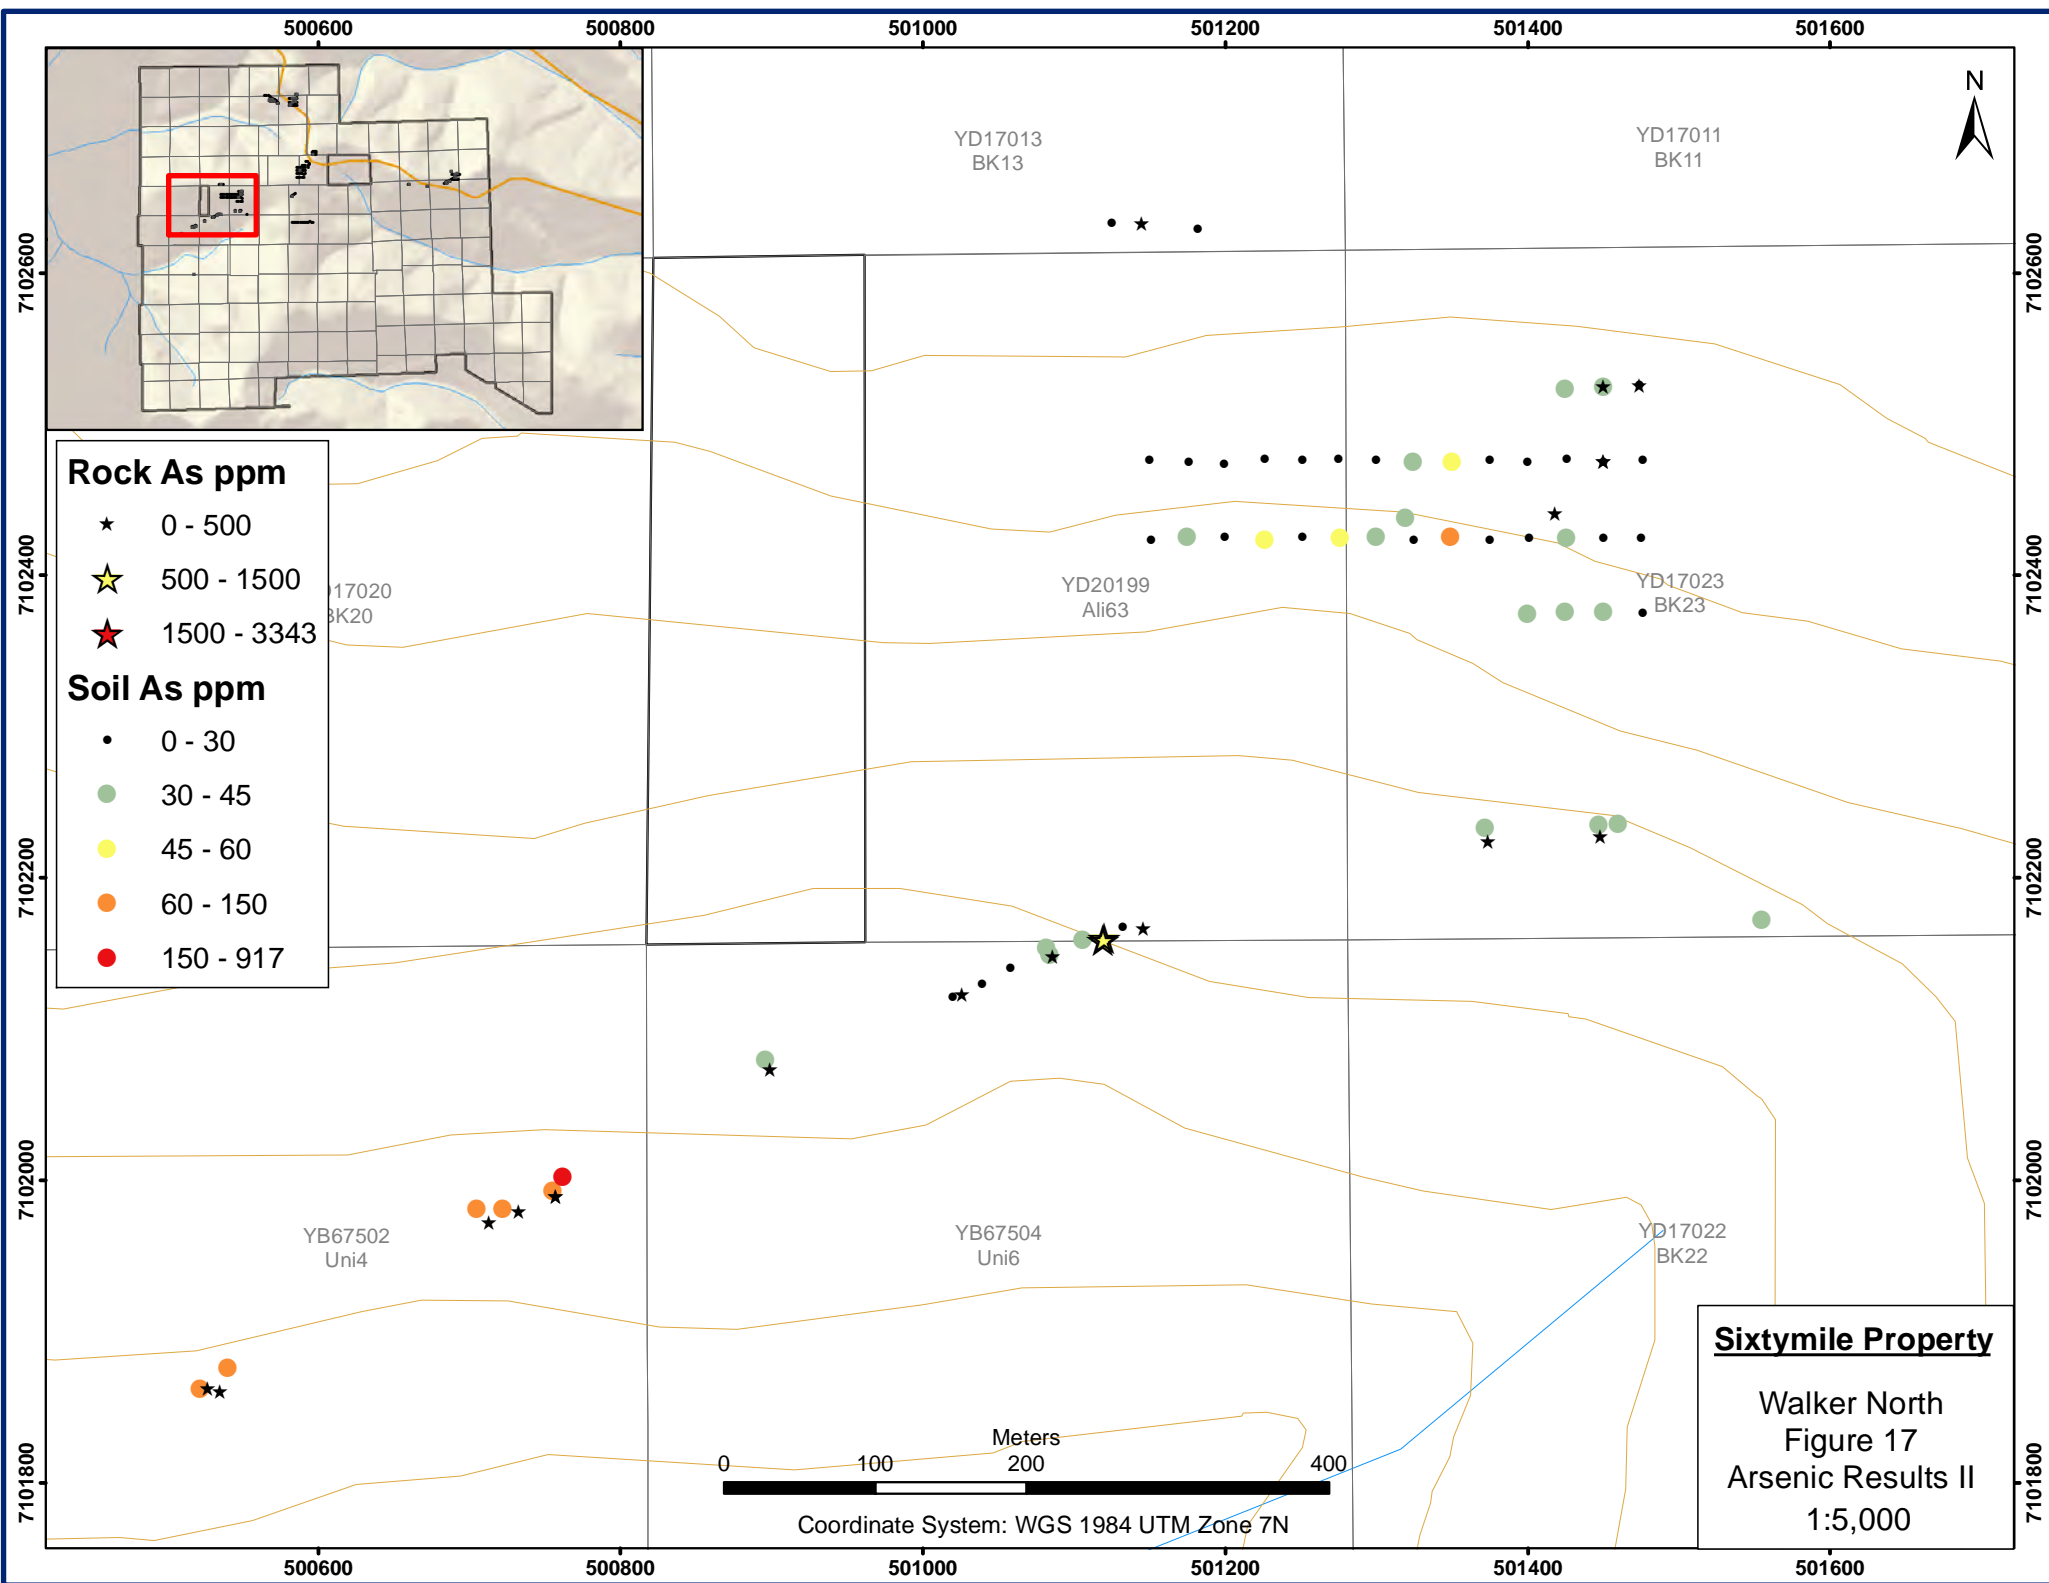 500600 500800 501000 501200 501400 501600
N
YD17013
BK13
YD17011
BK11
7102600 7102600
Rock As ppm
0 - 500
500 - 1500
1500 - 3343
Soil As ppm
0 - 30
30 - 45
45 - 60
60 - 150
150 - 917
7102400 7102400
17020
BK20
YD20199
Ali63
YD17023
BK23
7102200 7102200
7102000 7102000
YB67502
Uni4
YB67504
Uni6
YD17022
BK22
Meters
0 100 200 400
Coordinate System: WGS 1984 UTM Zone 7N
Sixtymile Property
Walker North
Figure 17
Arsenic Results II
1:5,000
7101800 7101800
500600 500800 501000 501200 501400 501600